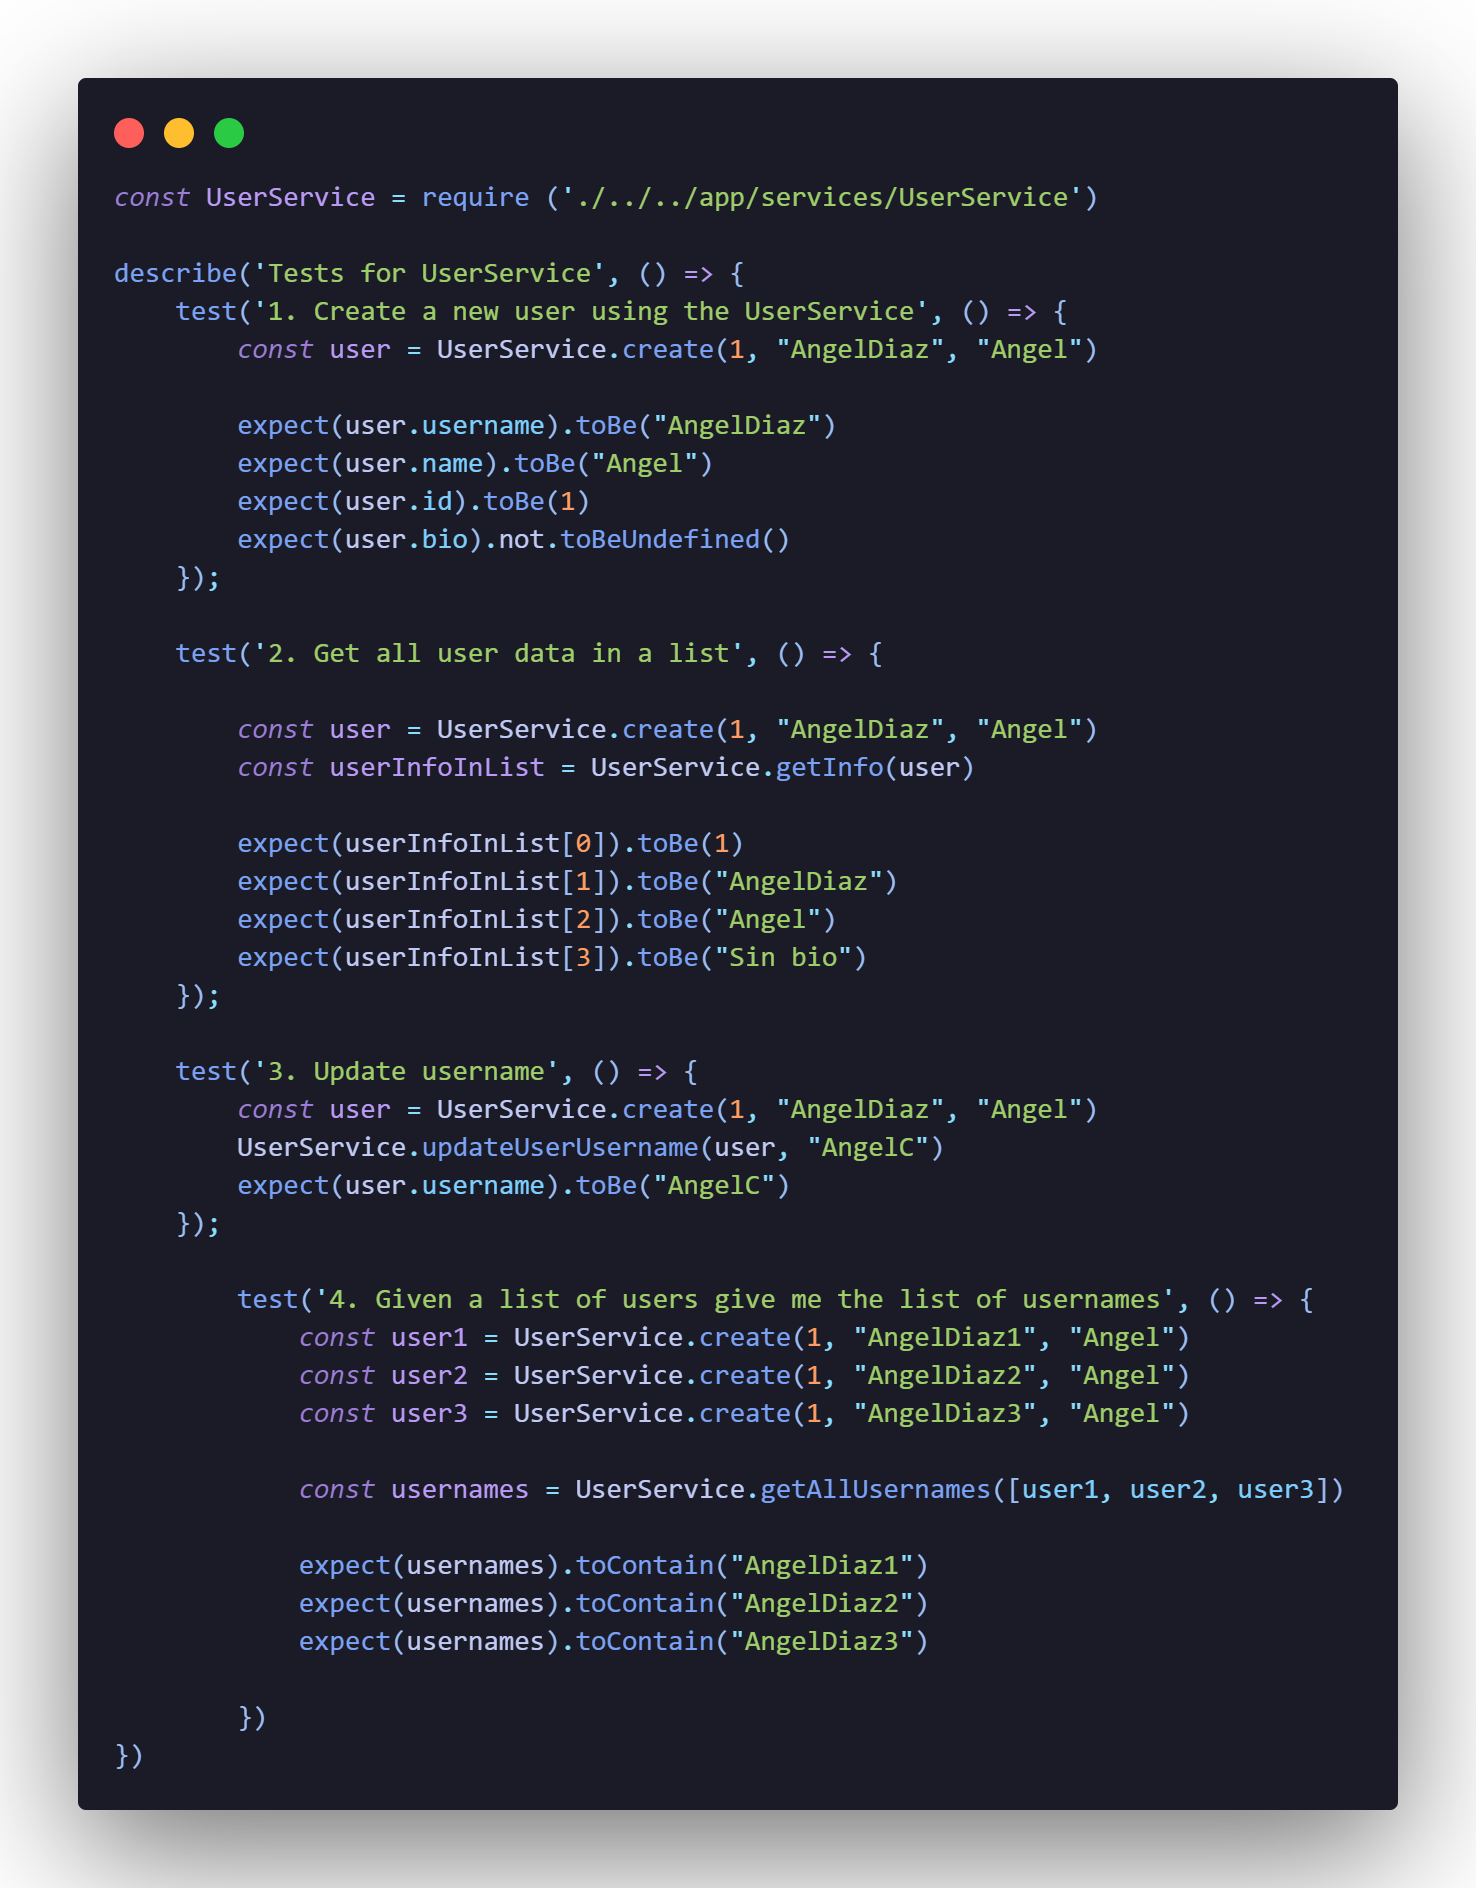 const UserService = require ('./../../app/services/UserService')
describe('Tests for UserService', () => {
test('1. Create a new user using the UserService', () => {
const user = UserService.create(1, "AngelDiaz", "Angel")
expect(user.username).toBe("AngelDiaz")
expect(user.name).toBe("Angel")
expect(user.id).toBe(1)
expect(user.bio).not.toBeUndefined()
});
test('2. Get all user data in a list', () => {
const user = UserService.create(1, "AngelDiaz", "Angel")
const userInfoInList = UserService.getInfo(user)
expect(userInfoInList[0]).toBe(1)
expect(userInfoInList[1]).toBe("AngelDiaz")
expect(userInfoInList[2]).toBe("Angel")
expect(userInfoInList[3]).toBe("Sin bio")
});
test('3. Update username', () => {
const user = UserService.create(1, "AngelDiaz", "Angel")
UserService.updateUserUsername(user, "AngelC")
expect(user.username).toBe("AngelC")
});
test('4. Given a list of users give me the list of usernames', () => {
const user1 = UserService.create(1, "AngelDiaz1", "Angel")
const user2 = UserService.create(1, "AngelDiaz2", "Angel")
const user3 = UserService.create(1, "AngelDiaz3", "Angel")
const usernames = UserService.getAllUsernames([user1, user2, user3])
expect(usernames).toContain("AngelDiaz1")
expect(usernames).toContain("AngelDiaz2")
expect(usernames).toContain("AngelDiaz3")
})
})